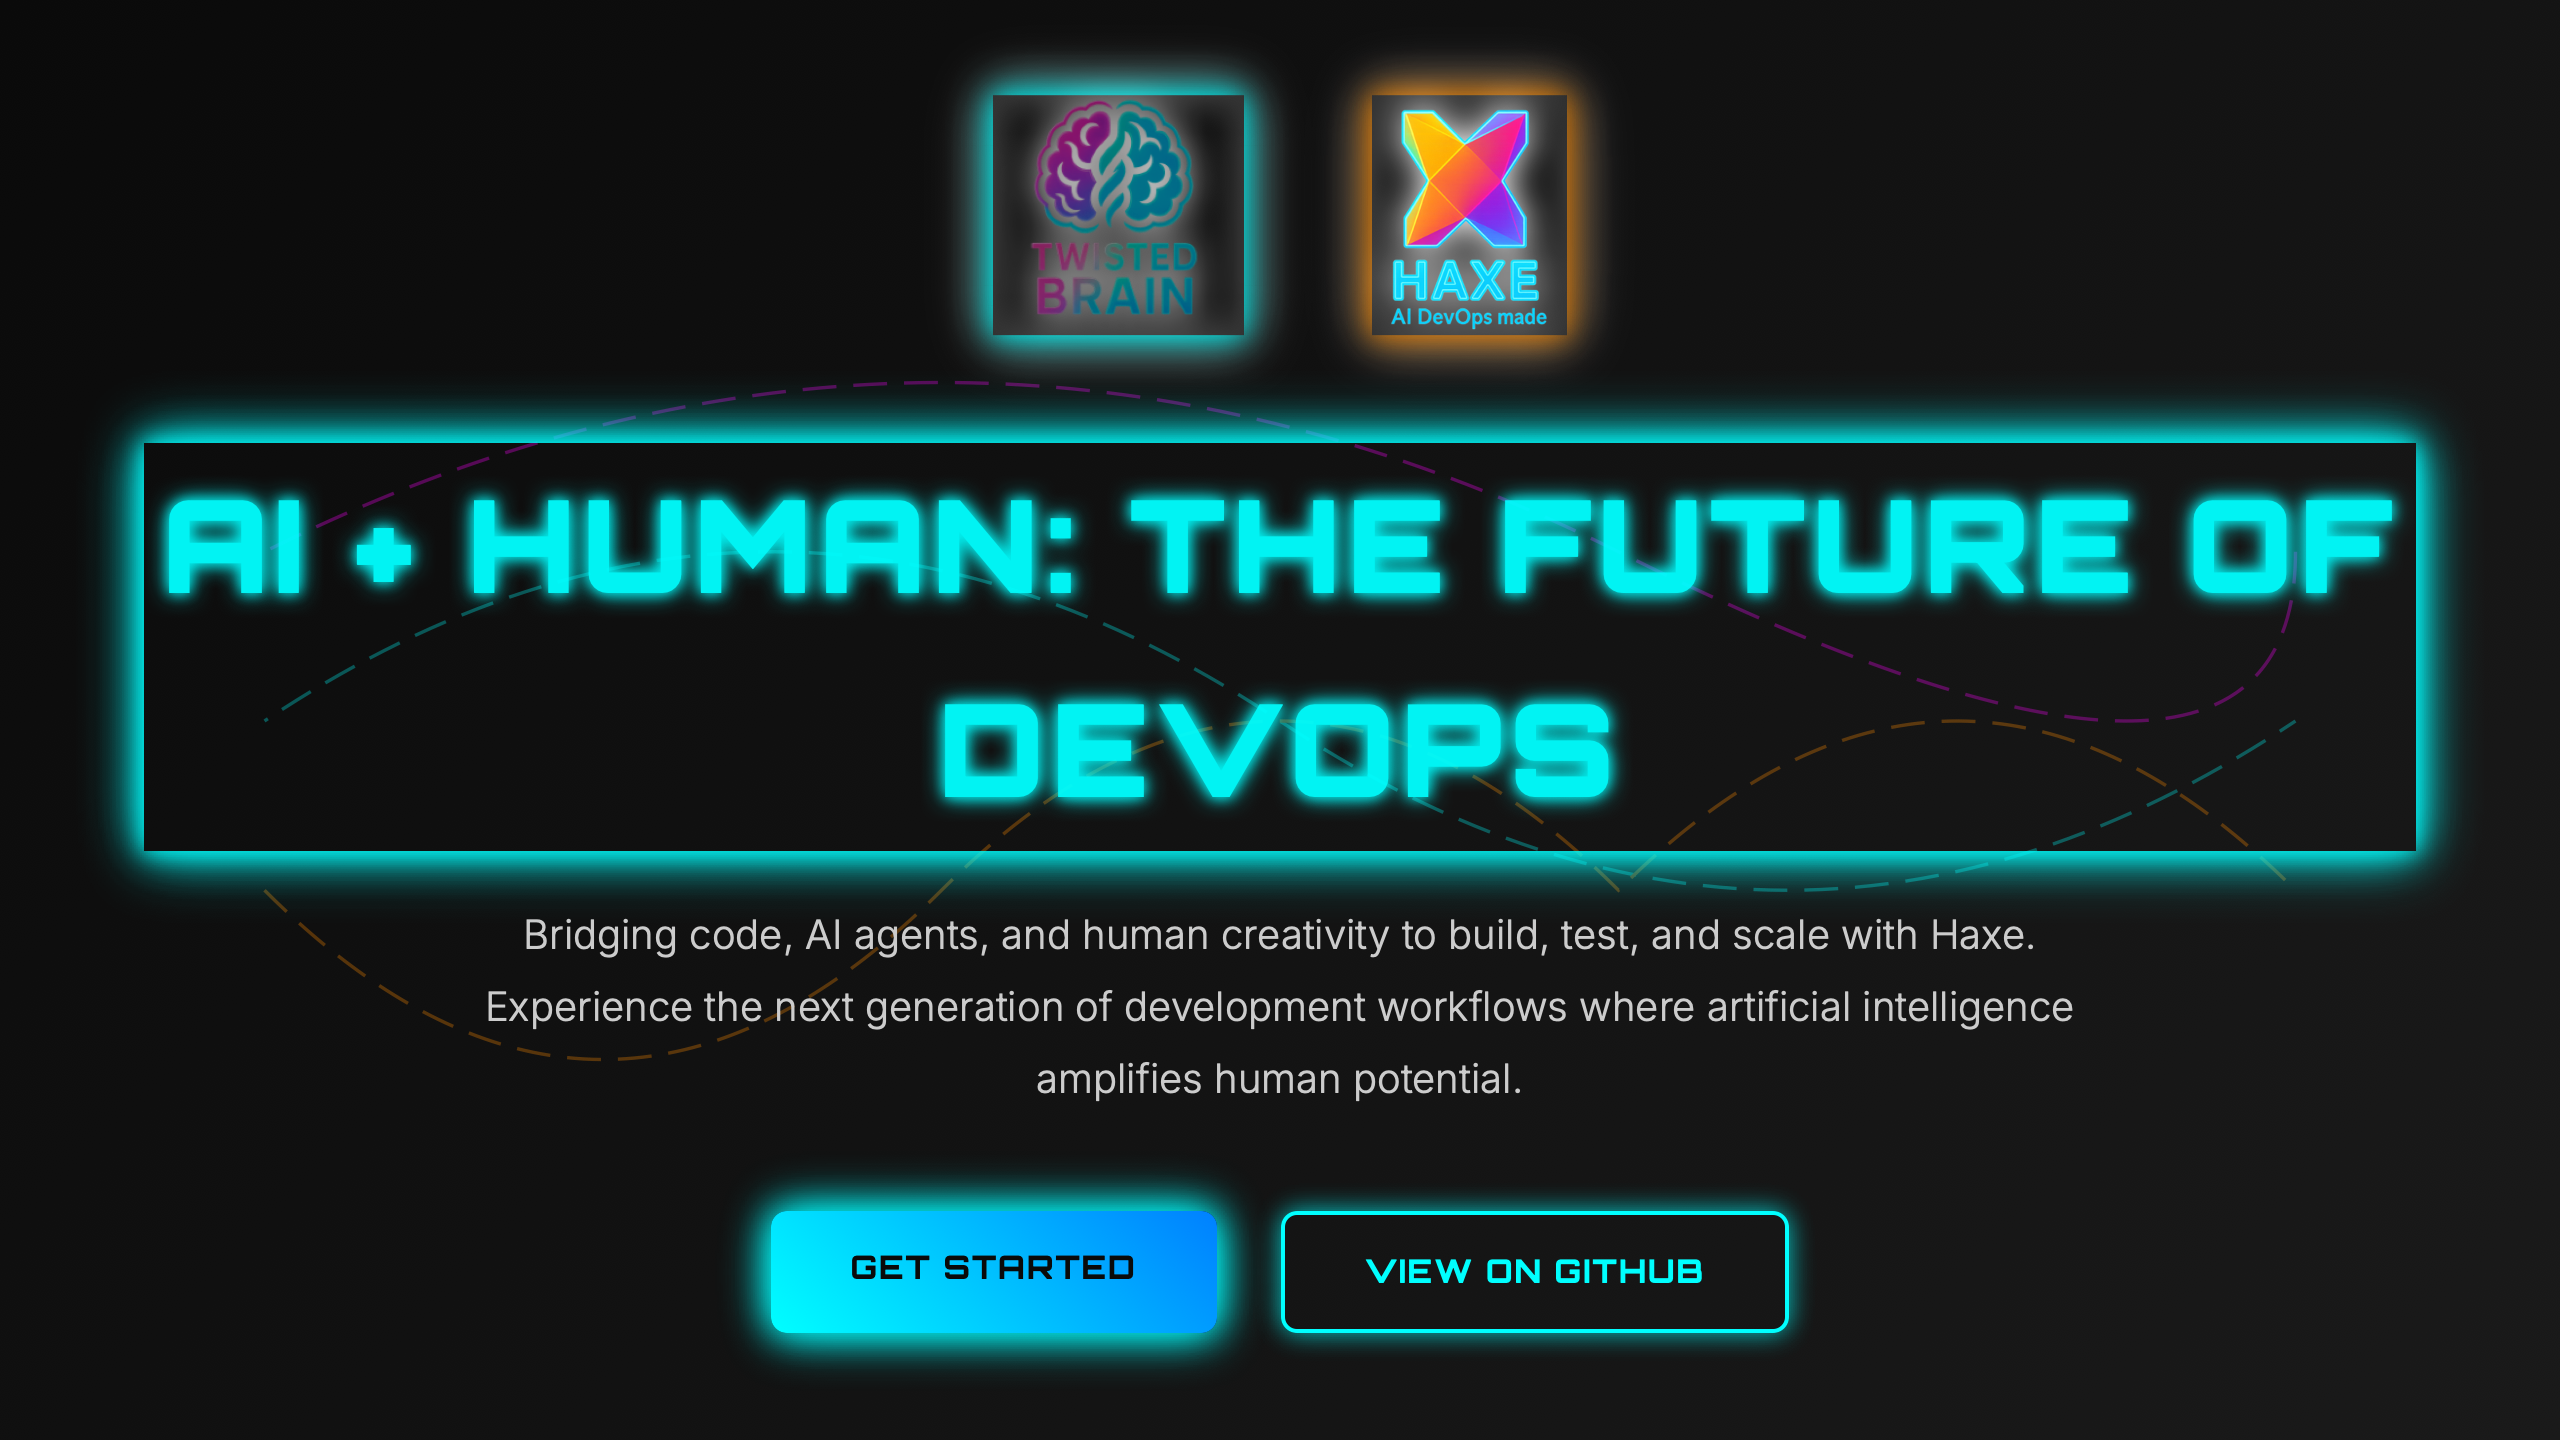 TWISTED
BRAIN
HAXE
AI DevOps made
AI + HUMAN: THE FUTURE OF
DEVOPS
Bridging code, AI agents, and human creativity to build, test, and scale with Haxe.
Experience the next generation of development workflows where artificial intelligence
amplifies human potential.
GET STARTED
VIEW ON GITHUB